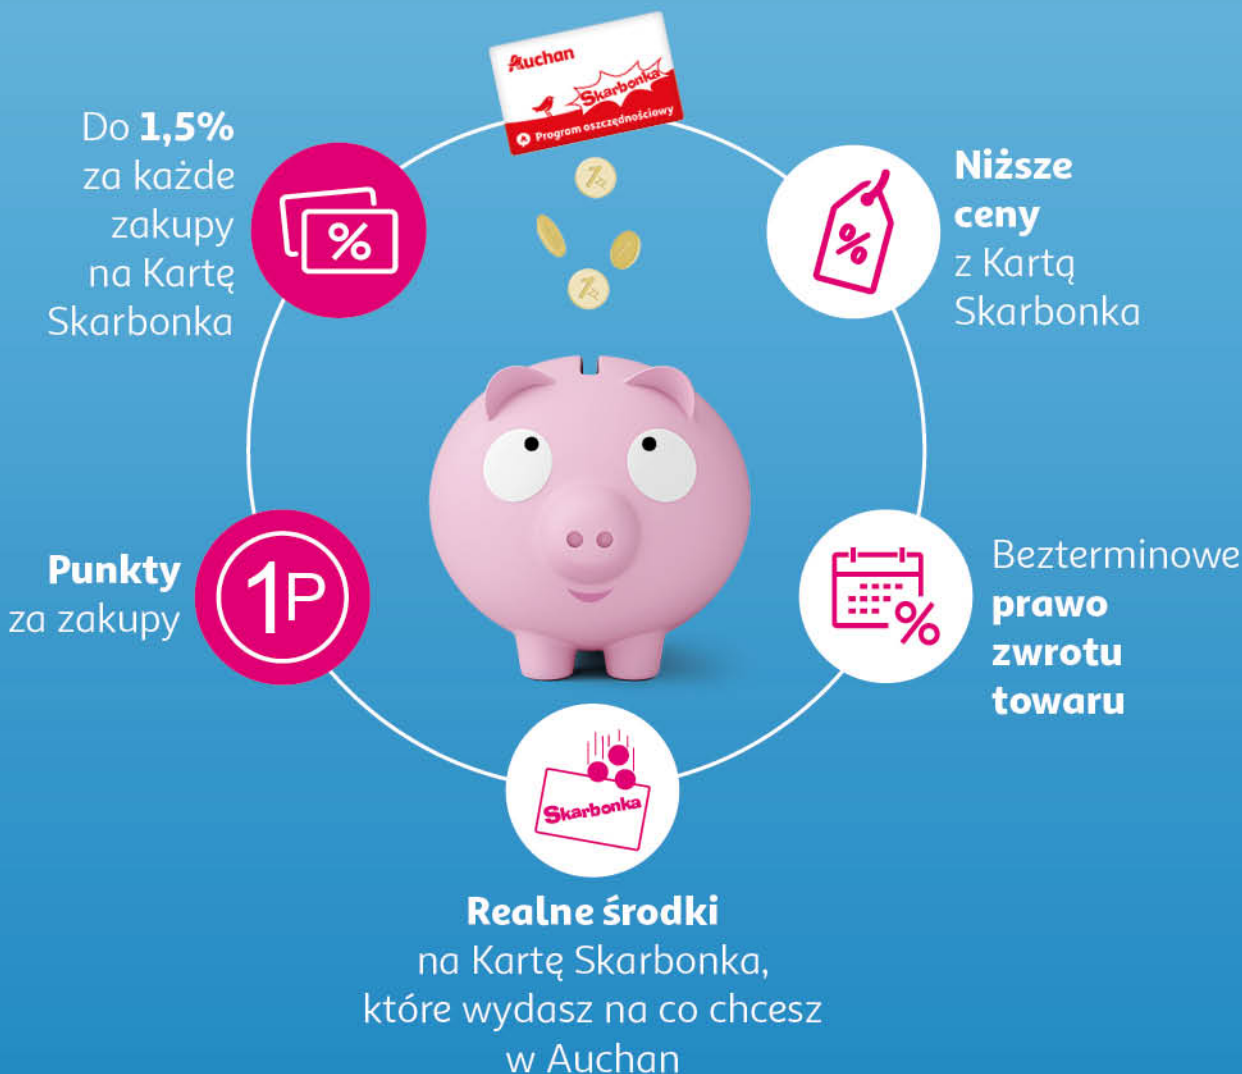 Auchan
Skarbonka
Program oszczędnościowy
Do 1,5%
za każde
zakupy
na Kartę
Skarbonka
%
Niższe
ceny
z Kartą
Skarbonka
%
Punkty
za zakupy
1P
Bezterminowe
prawo
zwrotu
towaru
%
Skarbonka
Realne środki
na Kartę Skarbonka,
które wydasz na co chcesz
w Auchan